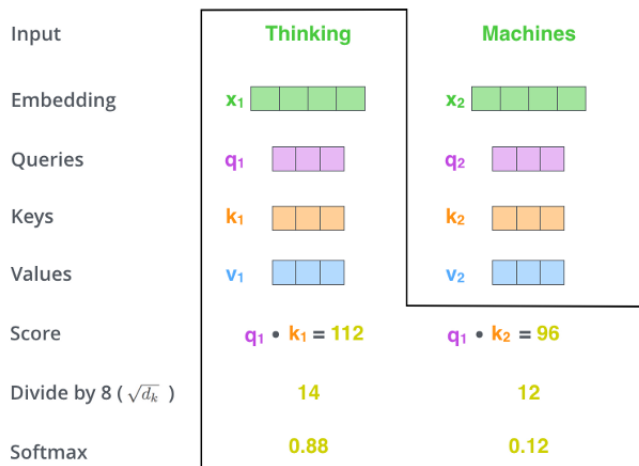 Input Thinking Machines
Embedding x₁ x₂
Queries q₁ q₂
Keys k₁ k₂
Values v₁ v₂
Score q₁ • k₁ = 112 q₁ • k₂ = 96
Divide by 8 ( √dₖ ) 14 12
Softmax 0.88 0.12